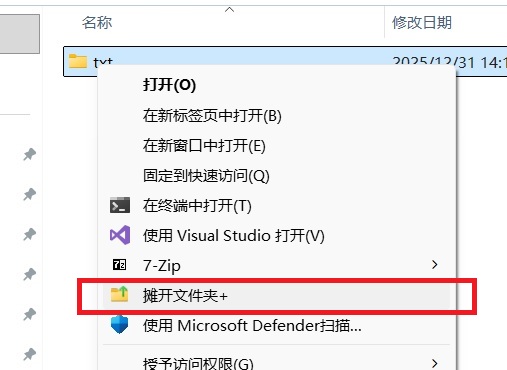 名称
修改日期
txt
2025/12/31 14:1
打开(O)
在新标签页中打开(B)
在新窗口中打开(E)
固定到快速访问(Q)
在终端中打开(T)
使用 Visual Studio 打开(V)
7-Zip
摊开文件夹+
使用 Microsoft Defender扫描...
授予访问权限(G)